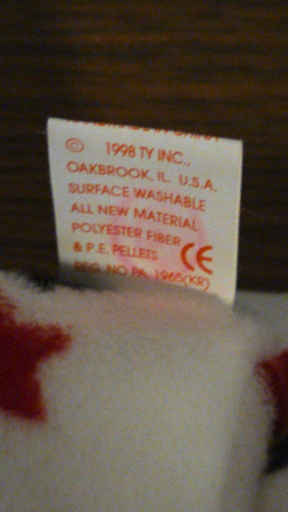 © 1998 TY INC.,
OAKBROOK, IL. U.S.A.
SURFACE WASHABLE
ALL NEW MATERIAL
POLYESTER FIBER
& P.E. PELLETS CE
REG. NO PA. 1965(KR)